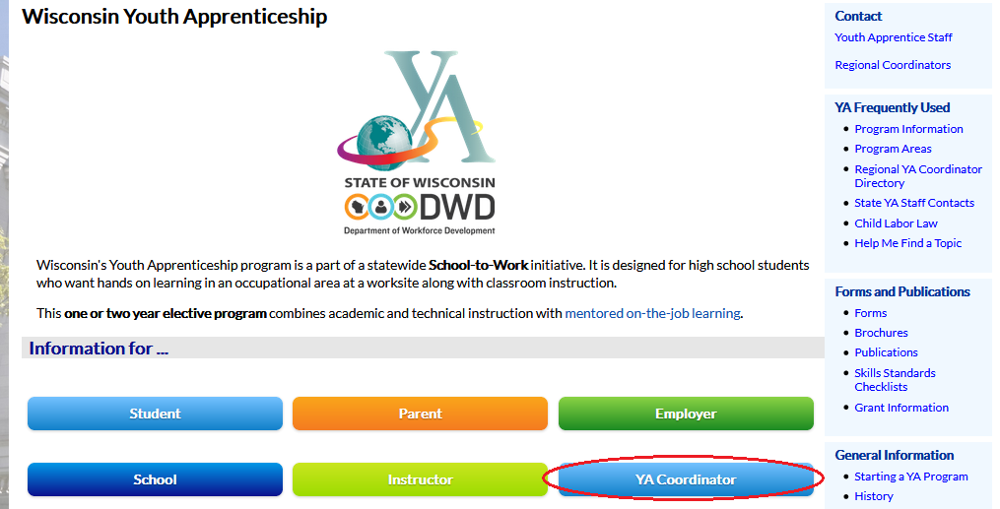 Wisconsin Youth Apprenticeship
YA
STATE OF WISCONSIN
DWD
Department of Workforce Development
Wisconsin's Youth Apprenticeship program is a part of a statewide School-to-Work initiative. It is designed for high school students
who want hands on learning in an occupational area at a worksite along with classroom instruction.
This one or two year elective program combines academic and technical instruction with mentored on-the-job learning.
Information for ...
Student
Parent
Employer
School
Instructor
YA Coordinator
Contact
Youth Apprentice Staff
Regional Coordinators
YA Frequently Used
Program Information
Program Areas
Regional YA Coordinator
Directory
State YA Staff Contacts
Child Labor Law
Help Me Find a Topic
Forms and Publications
Forms
Brochures
Publications
Skills Standards
Checklists
Grant Information
General Information
Starting a YA Program
History